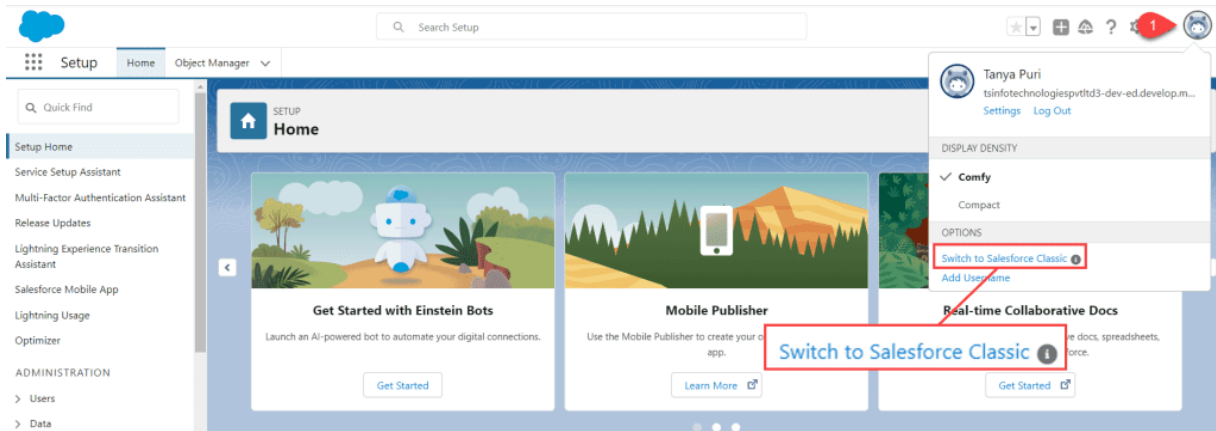 Search Setup
1
Setup
Home
Object Manager
Quick Find
Setup Home
Service Setup Assistant
Multi-Factor Authentication Assistant
Release Updates
Lightning Experience Transition
Assistant
Salesforce Mobile App
Lightning Usage
Optimizer
ADMINISTRATION
Users
Data
SETUP
Home
Get Started with Einstein Bots
Launch an AI-powered bot to automate your digital connections.
Get Started
Mobile Publisher
Use the Mobile Publisher to create your o
app.
Learn More
Real-time Collaborative Docs
ve docs, spreadsheets,
force.
Get Started
Tanya Puri
tsinfotechnologiespvtltd3-dev-ed.develop.m...
Settings Log Out
DISPLAY DENSITY
Comfy
Compact
OPTIONS
Switch to Salesforce Classic
Add Username
Switch to Salesforce Classic